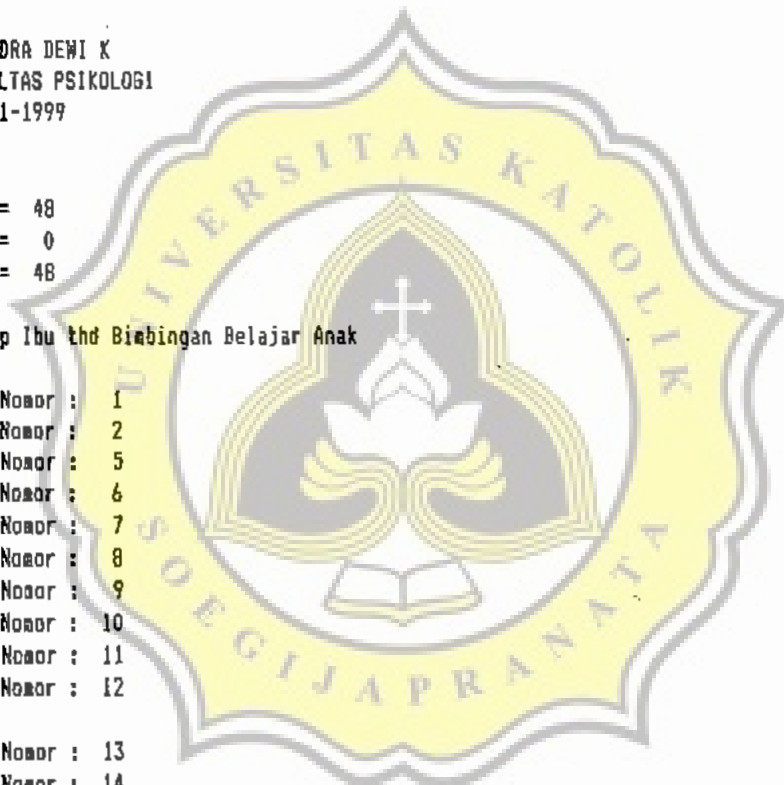 DRA DEWI K
LTAS PSIKOLOGI
1-1999
= 48
= 0
= 48
p Ibu thd Bimbingan Belajar Anak
Nomor : 1
Nomor : 2
Nomor : 5
Nomor : 6
Nomor : 7
Nomor : 8
Nomor : 9
Nomor : 10
Nomor : 11
Nomor : 12
Nomor : 13
Nomor : 14
UNIVERSITAS KATOLIK
SOEGIJAPRANATA